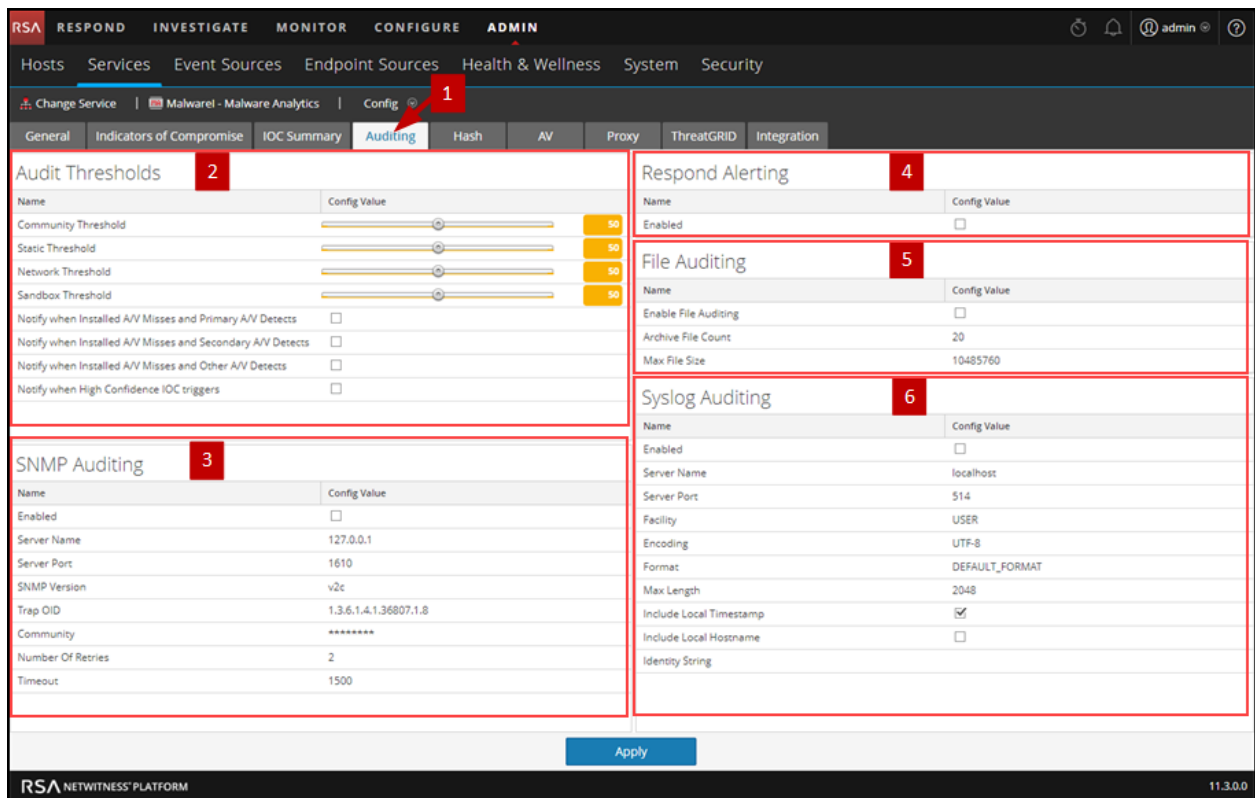 RSA RESPOND INVESTIGATE MONITOR CONFIGURE ADMIN admin
Hosts Services Event Sources Endpoint Sources Health & Wellness System Security
Change Service | Malwarel - Malware Analytics | Config 1
General Indicators of Compromise IOC Summary Auditing Hash AV Proxy ThreatGRID Integration
Audit Thresholds 2
Name Config Value
Community Threshold 50
Static Threshold 50
Network Threshold 50
Sandbox Threshold 50
Notify when Installed A/V Misses and Primary A/V Detects
Notify when Installed A/V Misses and Secondary A/V Detects
Notify when Installed A/V Misses and Other A/V Detects
Notify when High Confidence IOC triggers
SNMP Auditing 3
Name Config Value
Enabled
Server Name 127.0.0.1
Server Port 1610
SNMP Version v2c
Trap OID 1.3.6.1.4.1.36807.1.8
Community ********
Number Of Retries 2
Timeout 1500
Respond Alerting 4
Name Config Value
Enabled
File Auditing 5
Name Config Value
Enable File Auditing
Archive File Count 20
Max File Size 10485760
Syslog Auditing 6
Name Config Value
Enabled
Server Name localhost
Server Port 514
Facility USER
Encoding UTF-8
Format DEFAULT_FORMAT
Max Length 2048
Include Local Timestamp
Include Local Hostname
Identity String
Apply
RSA NETWITNESS® PLATFORM 11.3.0.0